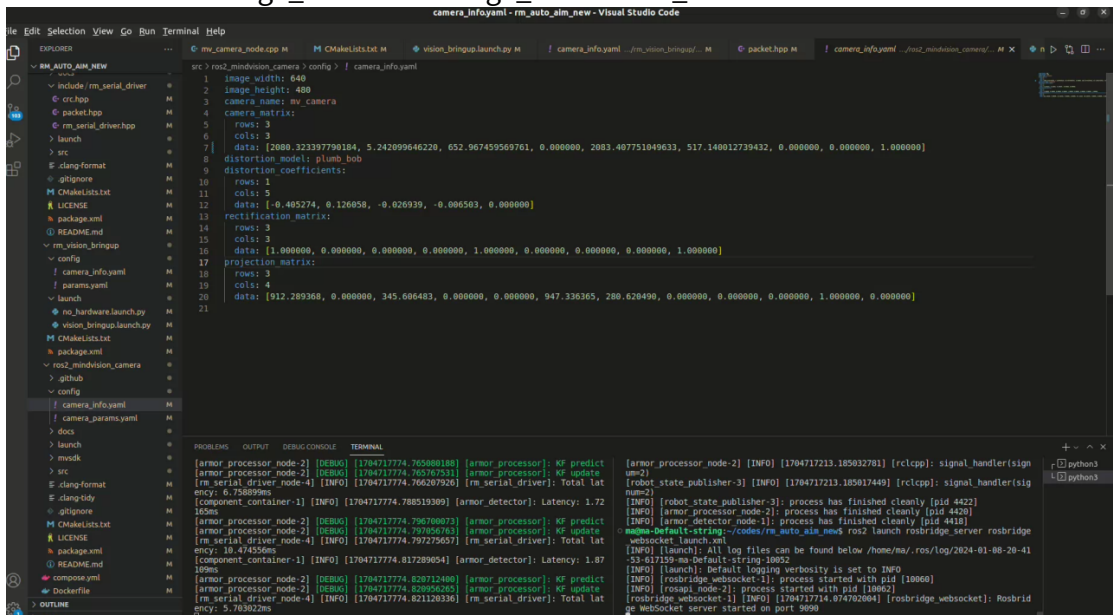 camera_info.yaml - rm_auto_aim_new - Visual Studio Code
ile Edit Selection View Go Run Terminal Help
EXPLORER
RM_AUTO_AIM_NEW
include / rm_serial_driver
crc.hpp M
packet.hpp M
rm_serial_driver.hpp M
launch
src
.clang-format M
.gitignore M
CMakeLists.txt M
LICENSE M
package.xml M
README.md M
rm_vision_bringup
config
camera_info.yaml M
params.yaml M
launch
no_hardware.launch.py M
vision_bringup.launch.py M
CMakeLists.txt M
package.xml M
ros2_mindvision_camera
.github
config
camera_info.yaml M
camera_params.yaml M
docs
launch
mvsdk
src
.clang-format M
.clang-tidy M
.gitignore M
CMakeLists.txt M
LICENSE M
package.xml M
README.md M
compose.yml M
Dockerfile M
OUTLINE
mv_camera_node.cpp M CMakeLists.txt M vision_bringup.launch.py M camera_info.yaml .../rm_vision_bringup/... M packet.hpp M camera_info.yaml .../ros2_mindvision_camera/... M
src > ros2_mindvision_camera > config > ! camera_info.yaml
1 image_width: 640
2 image_height: 480
3 camera_name: mv_camera
4 camera_matrix:
5 rows: 3
6 cols: 3
7 data: [2080.323397790184, 5.242099646220, 652.967459569761, 0.000000, 2083.407751049633, 517.140012739432, 0.000000, 0.000000, 1.000000]
8 distortion_model: plumb_bob
9 distortion_coefficients:
10 rows: 1
11 cols: 5
12 data: [-0.405274, 0.126058, -0.026939, -0.006503, 0.000000]
13 rectification_matrix:
14 rows: 3
15 cols: 3
16 data: [1.000000, 0.000000, 0.000000, 0.000000, 1.000000, 0.000000, 0.000000, 0.000000, 1.000000]
17 projection_matrix:
18 rows: 3
19 cols: 4
20 data: [912.289368, 0.000000, 345.606483, 0.000000, 0.000000, 947.336365, 280.620490, 0.000000, 0.000000, 0.000000, 1.000000, 0.000000]
21
PROBLEMS OUTPUT DEBUG CONSOLE TERMINAL
[armor_processor_node-2] [DEBUG] [1704717774.765080188] [armor_processor]: KF predict
[armor_processor_node-2] [DEBUG] [1704717774.765767531] [armor_processor]: KF update
[rm_serial_driver_node-4] [INFO] [1704717774.766207926] [rm_serial_driver]: Total lat
ency: 6.758899ms
[component_container-1] [INFO] [1704717774.788519309] [armor_detector]: Latency: 1.72
165ms
[armor_processor_node-2] [DEBUG] [1704717774.796700073] [armor_processor]: KF predict
[armor_processor_node-2] [DEBUG] [1704717774.797056763] [armor_processor]: KF update
[rm_serial_driver_node-4] [INFO] [1704717774.797275657] [rm_serial_driver]: Total lat
ency: 10.474556ms
[component_container-1] [INFO] [1704717774.817289054] [armor_detector]: Latency: 1.87
109ms
[armor_processor_node-2] [DEBUG] [1704717774.820712400] [armor_processor]: KF predict
[armor_processor_node-2] [DEBUG] [1704717774.820956265] [armor_processor]: KF update
[rm_serial_driver_node-4] [INFO] [1704717774.821120336] [rm_serial_driver]: Total lat
ency: 5.703022ms
[armor_processor_node-2] [INFO] [1704717213.185032781] [rclcpp]: signal_handler(sign
um=2)
[robot_state_publisher-3] [INFO] [1704717213.185017449] [rclcpp]: signal_handler(sig
num=2)
[INFO] [robot_state_publisher-3]: process has finished cleanly [pid 4422]
[INFO] [armor_processor_node-2]: process has finished cleanly [pid 4420]
[INFO] [armor_detector_node-1]: process has finished cleanly [pid 4418]
ma@ma-Default-string:~/codes/rm_auto_aim_new$ ros2 launch rosbridge_server rosbridge
_websocket_launch.xml
[INFO] [launch]: All log files can be found below /home/ma/.ros/log/2024-01-08-20-41
-53-617159-ma-Default-string-10052
[INFO] [launch]: Default logging verbosity is set to INFO
[INFO] [rosbridge_websocket-1]: process started with pid [10060]
[INFO] [rosapi_node-2]: process started with pid [10062]
[rosbridge_websocket-1] [INFO] [1704717714.074702004] [rosbridge_websocket]: Rosbrid
ge WebSocket server started on port 9090
python3
python3